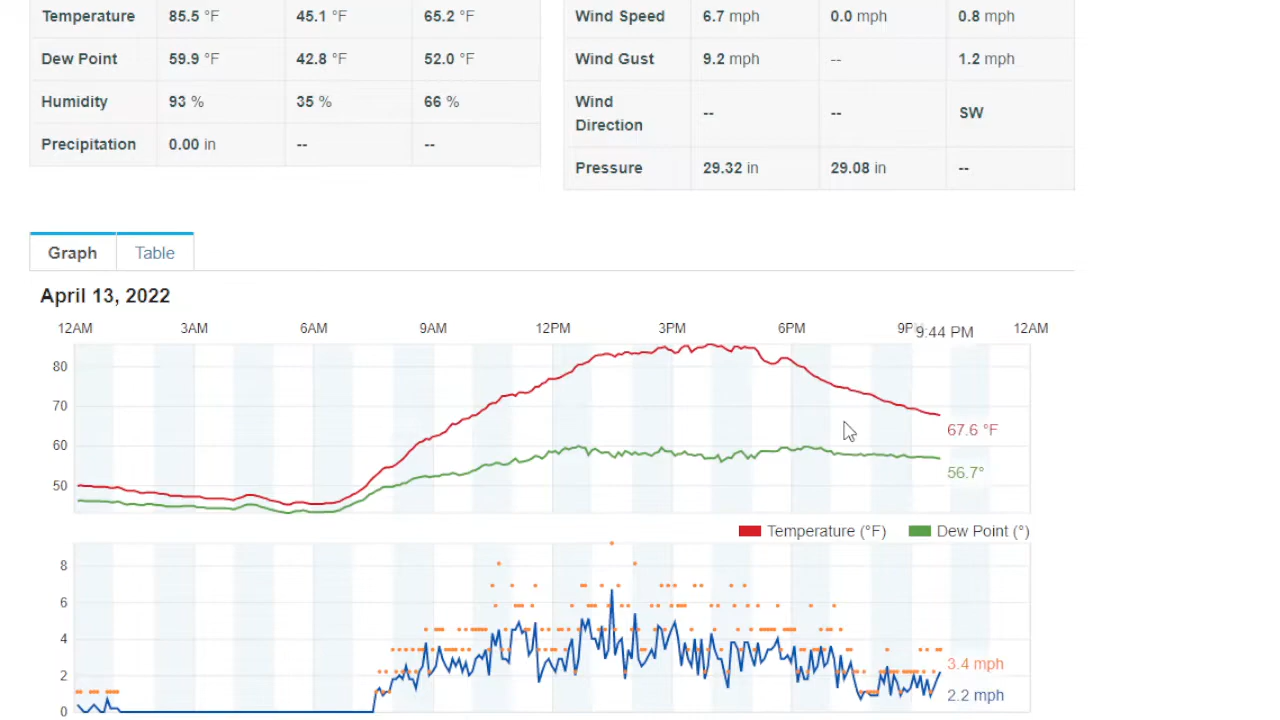 Temperature 85.5 °F 45.1 °F 65.2 °F
Dew Point 59.9 °F 42.8 °F 52.0 °F
Humidity 93 % 35 % 66 %
Precipitation 0.00 in -- --
Wind Speed 6.7 mph 0.0 mph 0.8 mph
Wind Gust 9.2 mph -- 1.2 mph
Wind
Direction -- -- SW
Pressure 29.32 in 29.08 in --
Graph Table
April 13, 2022
12AM 3AM 6AM 9AM 12PM 3PM 6PM 9:44 PM 12AM
80
70
60
50
67.6 °F
56.7°
Temperature (°F) Dew Point (°)
8
6
4
2
0
3.4 mph
2.2 mph